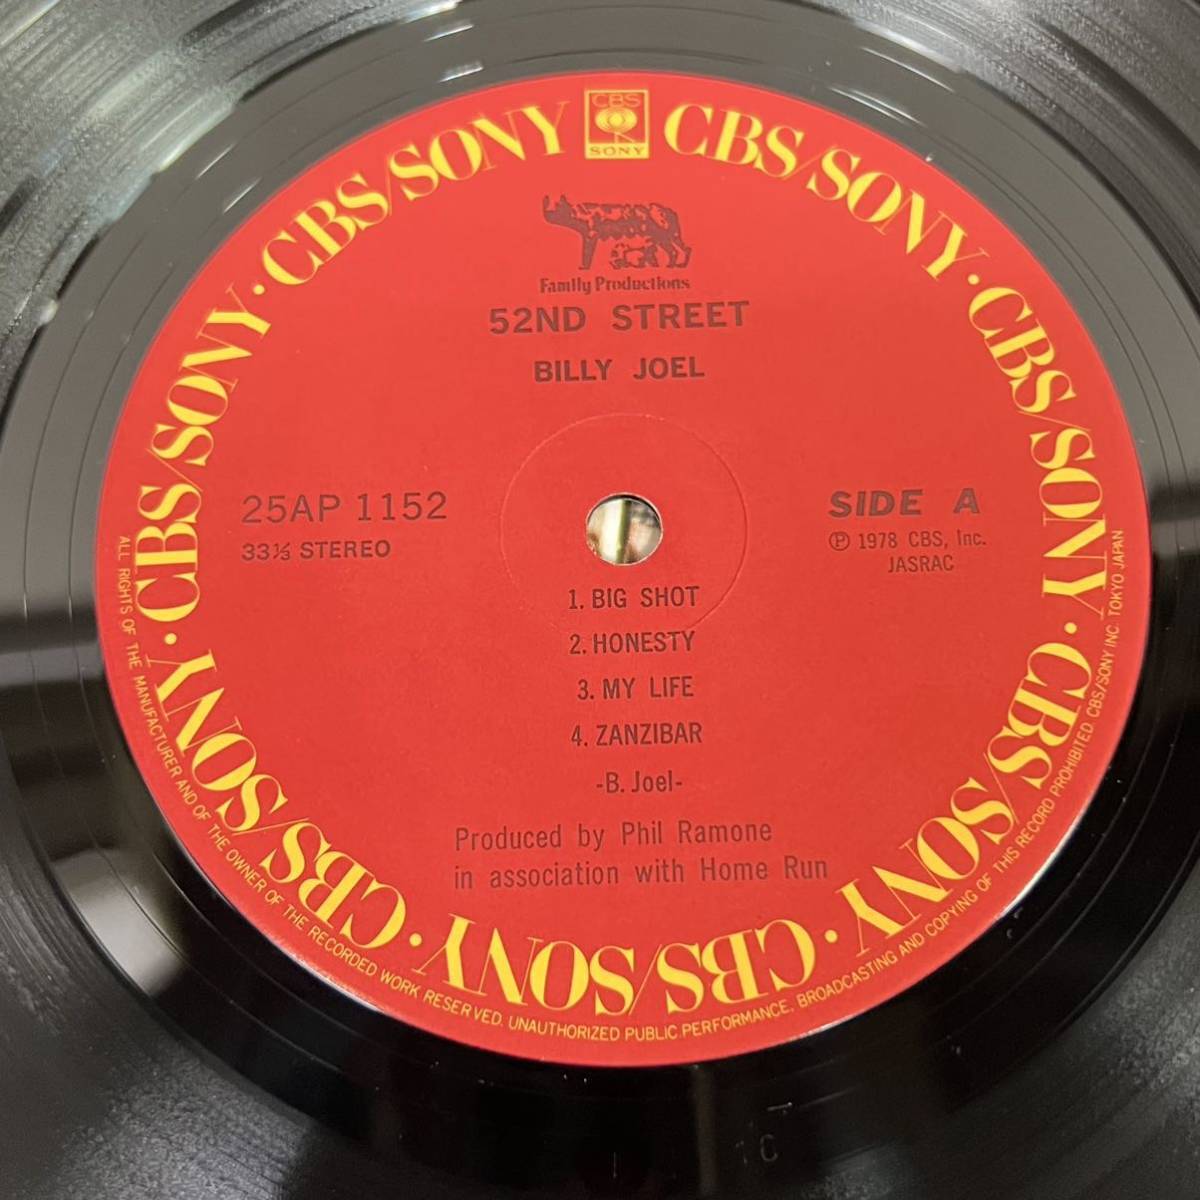 CBS
SONY
CBS/SONY · CBS/SONY · CBS/SONY · CBS/SONY · CBS/SONY · CBS/SONY · CBS/SONY · CBS/SONY
Family Productions
52ND STREET
BILLY JOEL
25AP 1152
33⅓ STEREO
SIDE A
Ⓟ 1978 CBS, Inc.
JASRAC
1. BIG SHOT
2. HONESTY
3. MY LIFE
4. ZANZIBAR
-B. Joel-
Produced by Phil Ramone
in association with Home Run
ALL RIGHTS OF THE MANUFACTURER AND OF THE OWNER OF THE RECORDED WORK RESERVED. UNAUTHORIZED PUBLIC PERFORMANCE, BROADCASTING AND COPYING OF THIS RECORD PROHIBITED. CBS/SONY INC. TOKYO JAPAN
1C